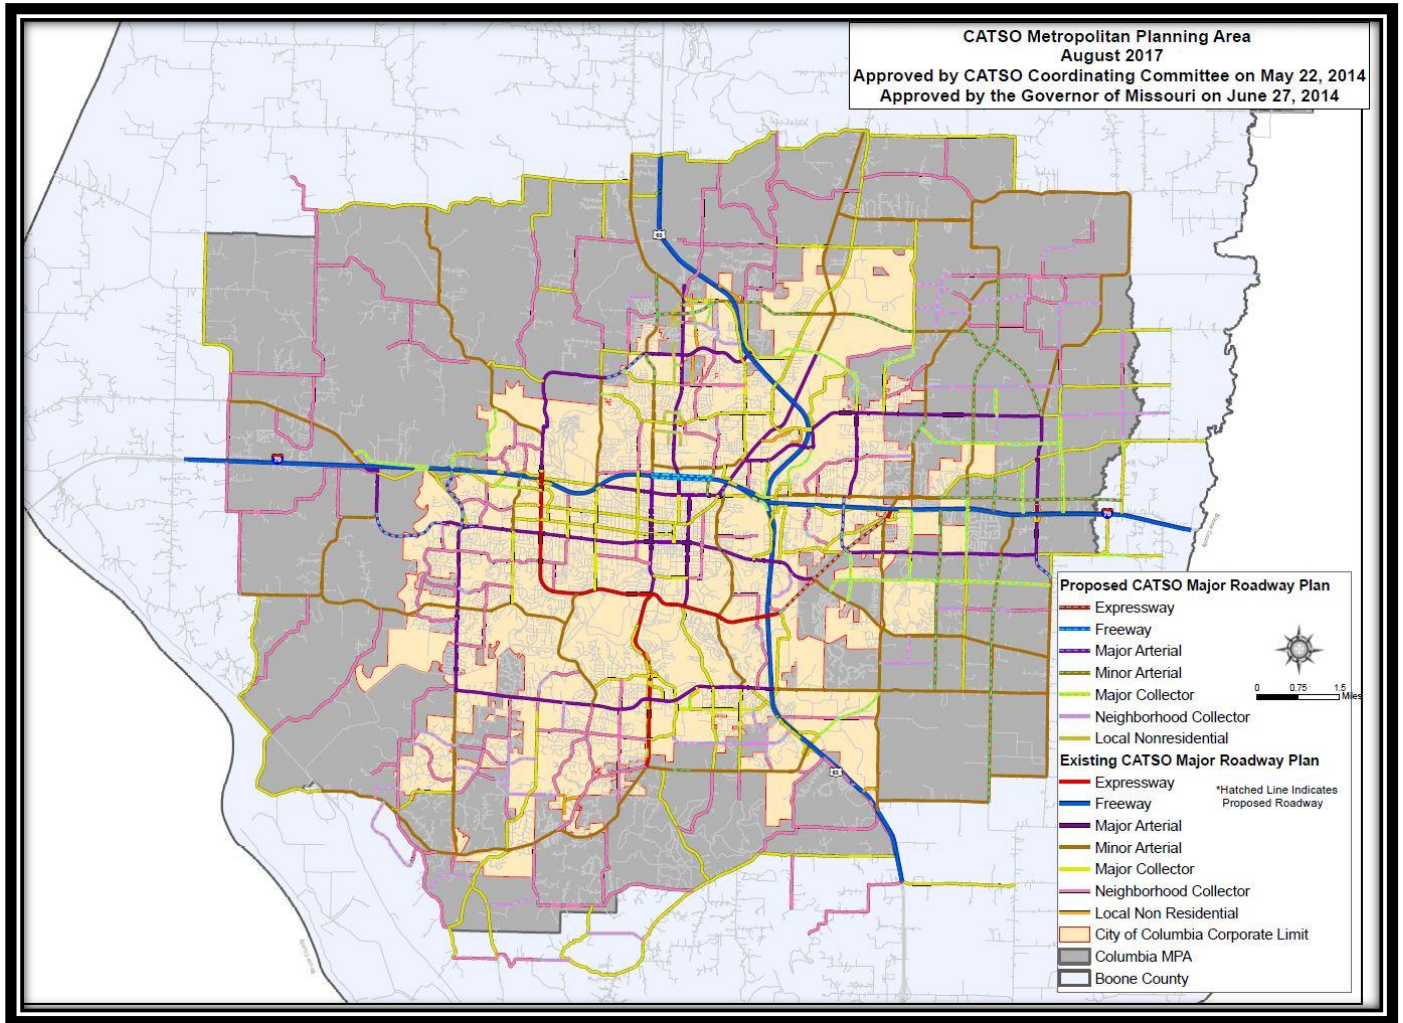 CATSO Metropolitan Planning Area
August 2017
Approved by CATSO Coordinating Committee on May 22, 2014
Approved by the Governor of Missouri on June 27, 2014
63
70
70
63
Boone County
Boone County
Proposed CATSO Major Roadway Plan
Expressway
Freeway
Major Arterial
Minor Arterial
Major Collector
Neighborhood Collector
Local Nonresidential
0 0.75 1.5
Miles
Existing CATSO Major Roadway Plan
Expressway
Freeway
Major Arterial
Minor Arterial
Major Collector
Neighborhood Collector
Local Non Residential
City of Columbia Corporate Limit
Columbia MPA
Boone County
*Hatched Line Indicates
Proposed Roadway